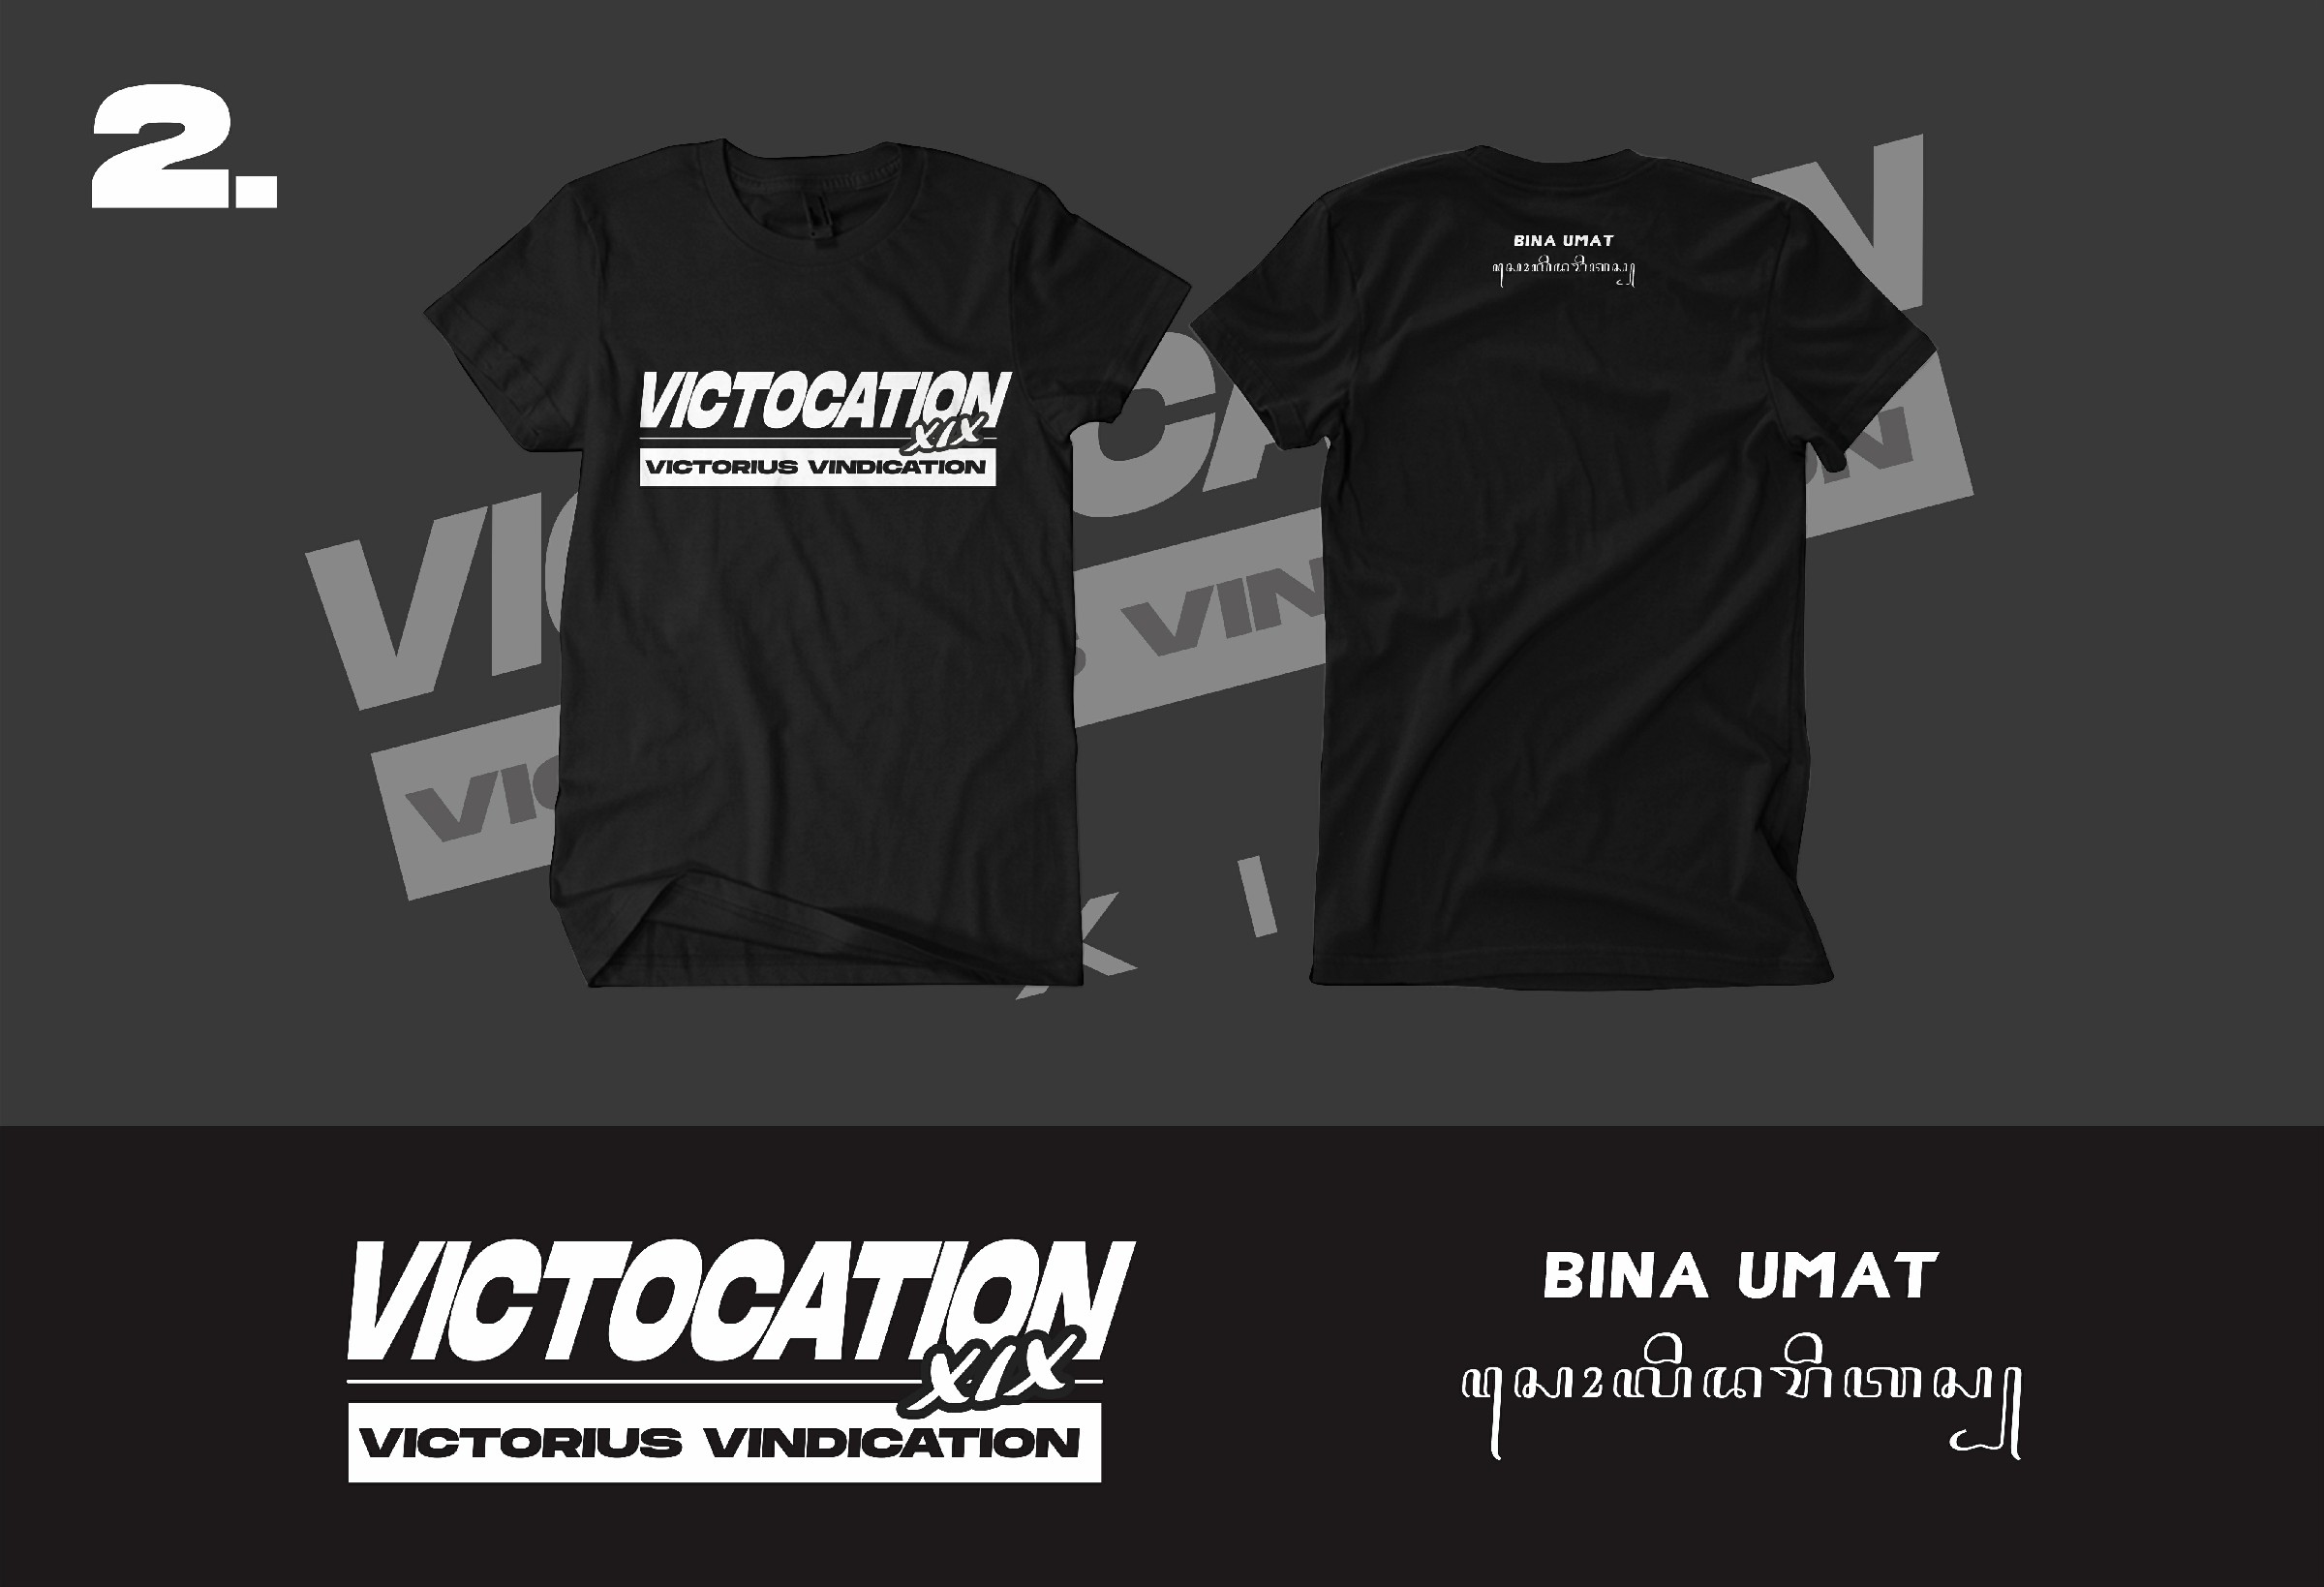 2.
VICTOCATION
XIX
VICTORIUS VINDICATION
BINA UMAT
VICTOCATION
XIX
VICTORIUS VINDICATION
BINA UMAT